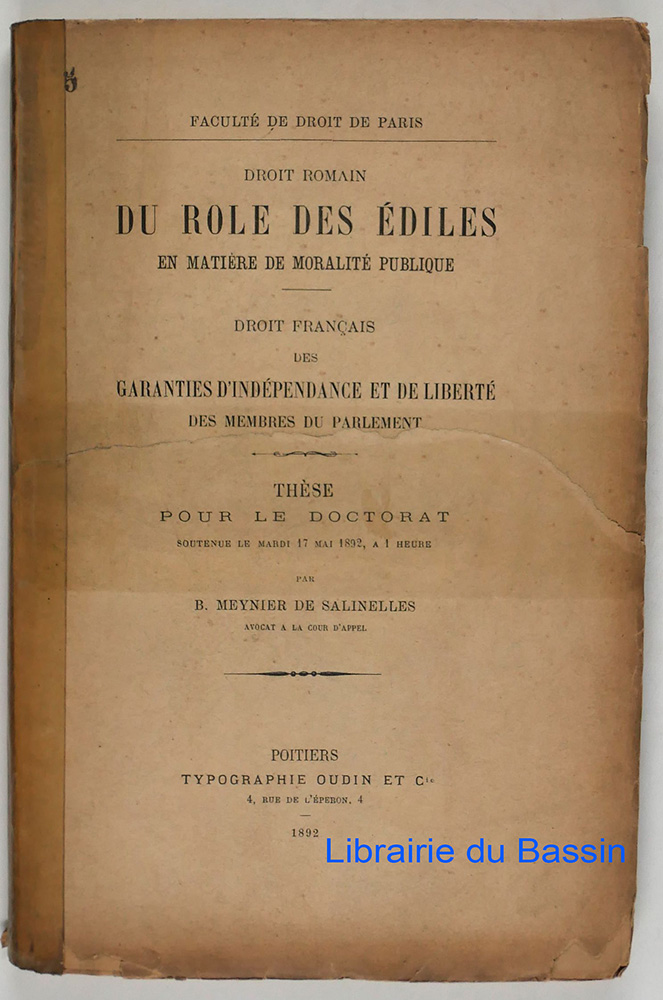 5
FACULTÉ DE DROIT DE PARIS
DROIT ROMAIN
DU ROLE DES ÉDILES
EN MATIÈRE DE MORALITÉ PUBLIQUE
DROIT FRANÇAIS
DES
GARANTIES D'INDÉPENDANCE ET DE LIBERTÉ
DES MEMBRES DU PARLEMENT
THÈSE
POUR LE DOCTORAT
SOUTENUE LE MARDI 17 MAI 1892, A 1 HEURE
PAR
B. MEYNIER DE SALINELLES
AVOCAT A LA COUR D'APPEL
POITIERS
TYPOGRAPHIE OUDIN ET Cie
4, RUE DE L'ÉPERON, 4
1892
Librairie du Bassin